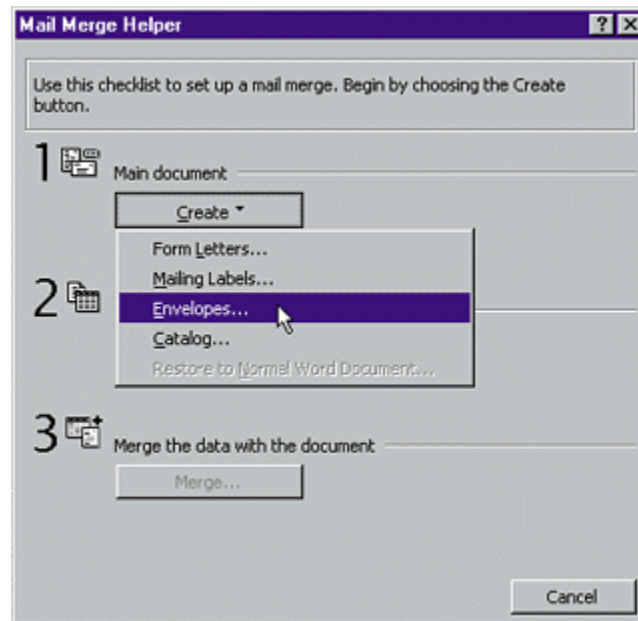 Mail Merge Helper
Use this checklist to set up a mail merge. Begin by choosing the Create
button.
1
Main document
Create
Form Letters...
Mailing Labels...
2
Envelopes...
Catalog...
Restore to Normal Word Document...
3
Merge the data with the document
Merge...
Cancel